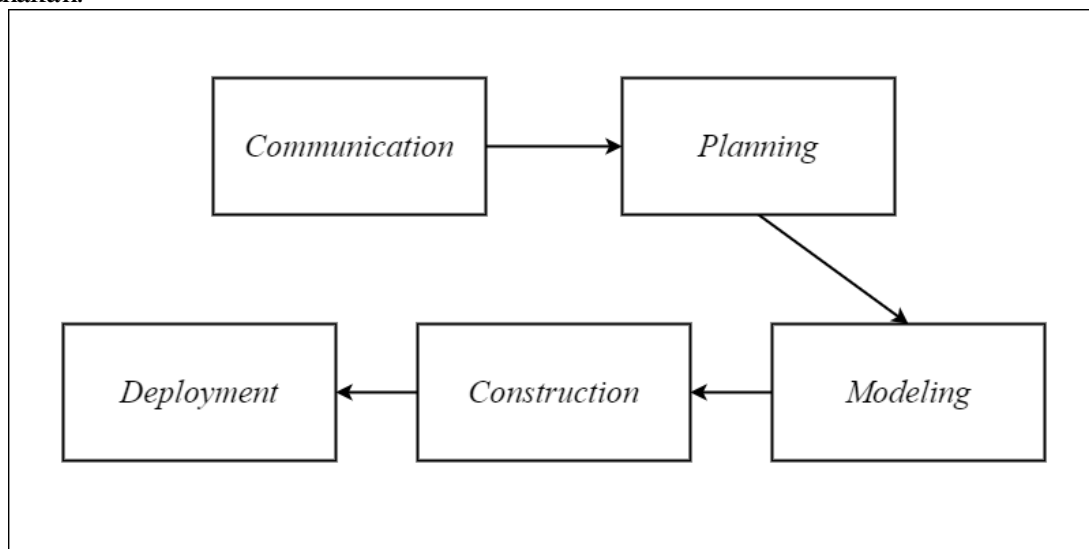 Communication
Planning
Modeling
Construction
Deployment